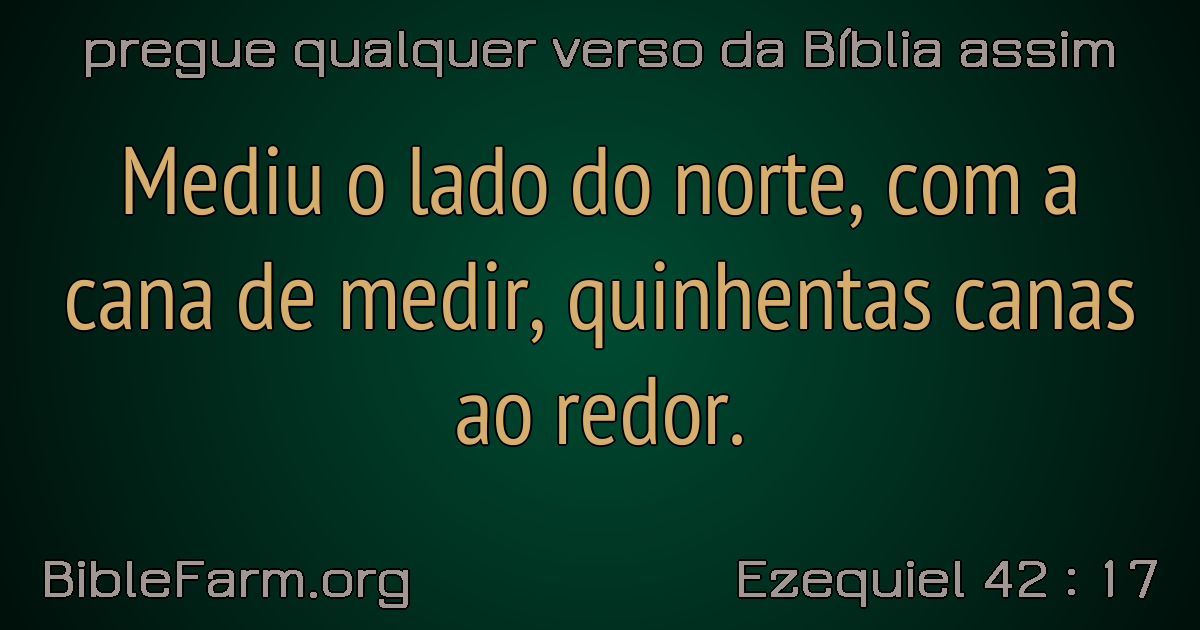 pregue qualquer verso da Bíblia assim
Mediu o lado do norte, com a
cana de medir, quinhentas canas
ao redor.
BibleFarm.org
Ezequiel 42 : 17